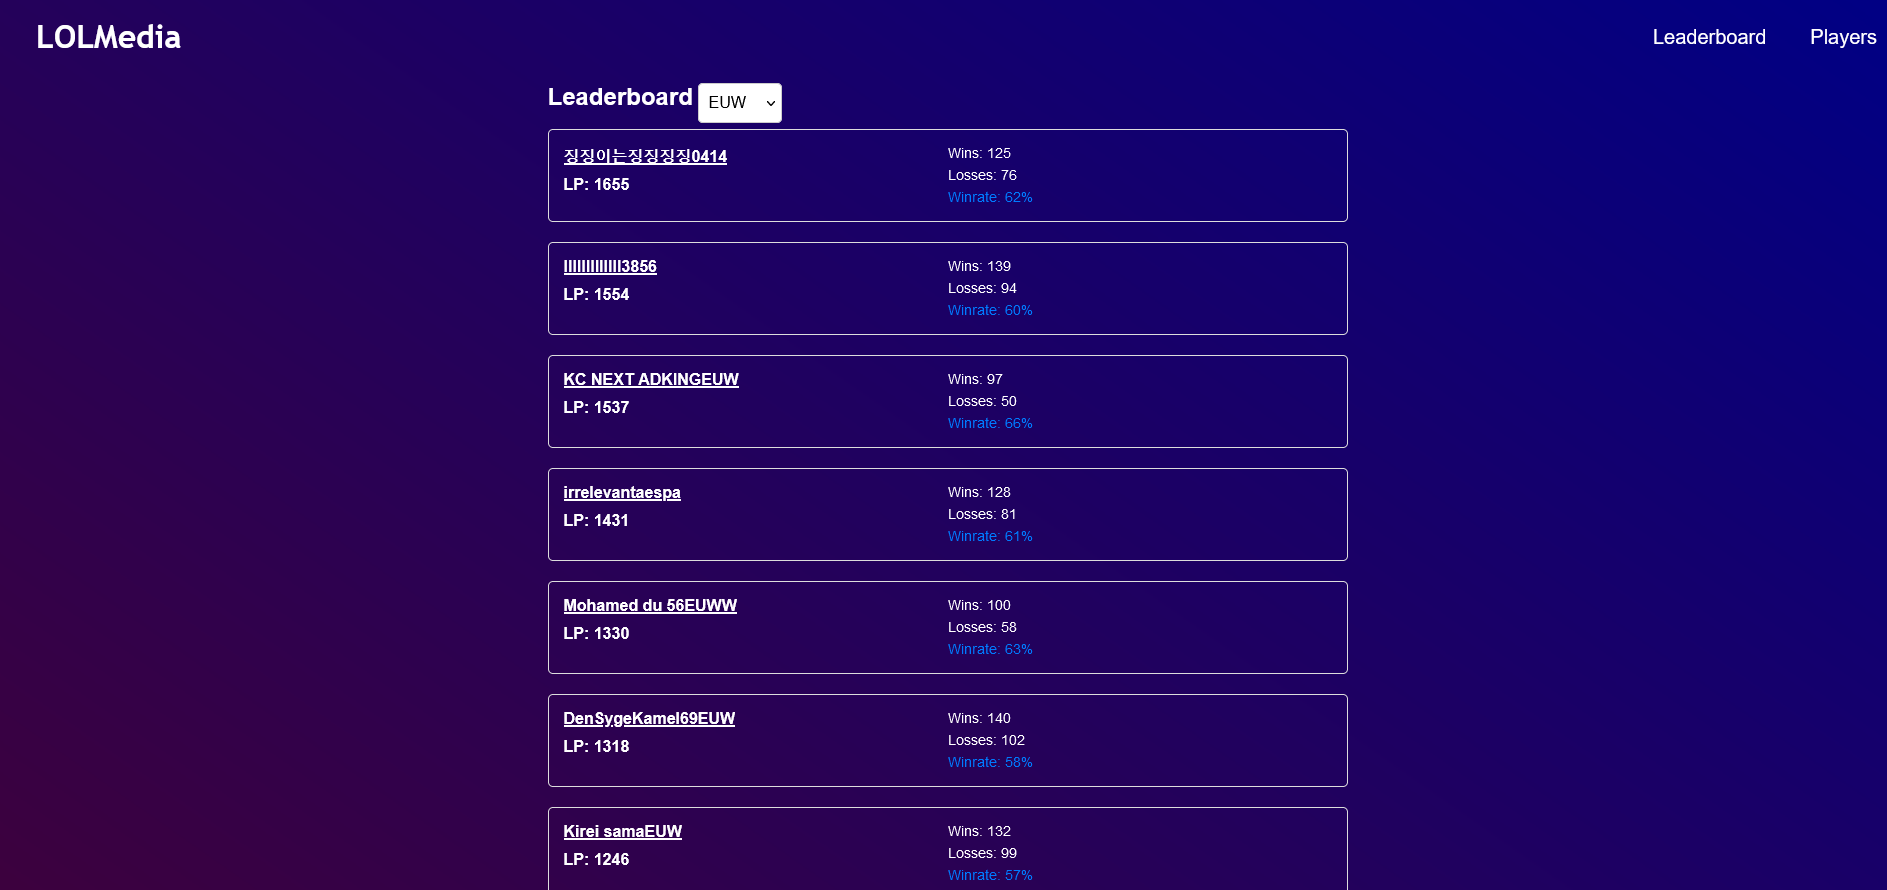 LOLMedia
Leaderboard
Players
Leaderboard
EUW
징징이는징징징징0414
LP: 1655
Wins: 125
Losses: 76
Winrate: 62%
IIIIIIIIIIIII3856
LP: 1554
Wins: 139
Losses: 94
Winrate: 60%
KC NEXT ADKINGEUW
LP: 1537
Wins: 97
Losses: 50
Winrate: 66%
irrelevantaespa
LP: 1431
Wins: 128
Losses: 81
Winrate: 61%
Mohamed du 56EUWW
LP: 1330
Wins: 100
Losses: 58
Winrate: 63%
DenSygeKamel69EUW
LP: 1318
Wins: 140
Losses: 102
Winrate: 58%
Kirei samaEUW
LP: 1246
Wins: 132
Losses: 99
Winrate: 57%